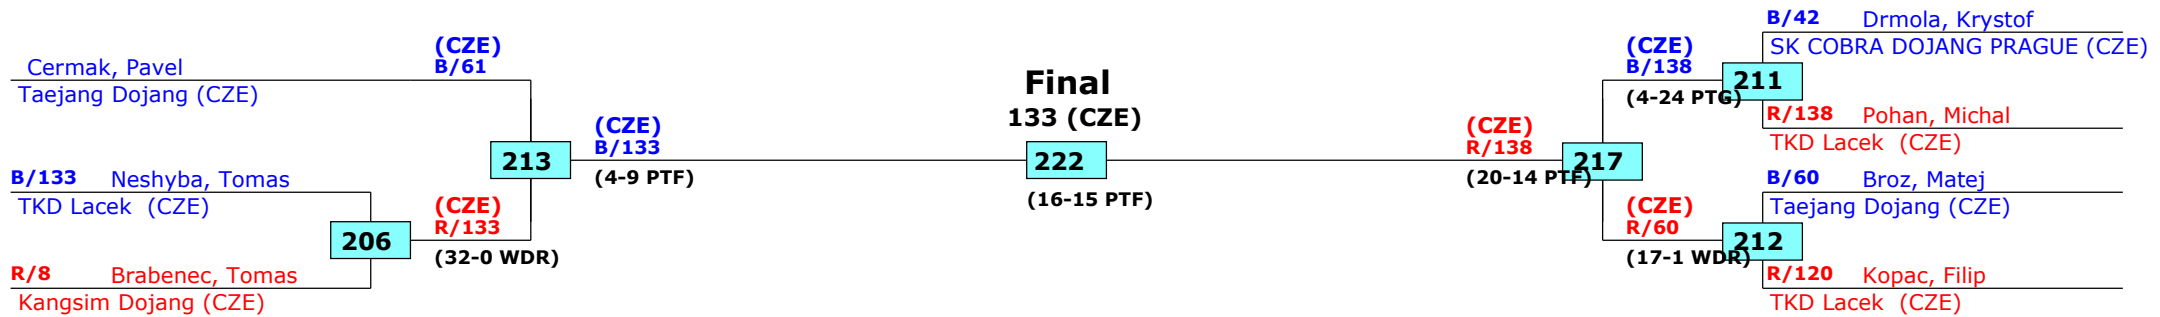 Cermak, Pavel
Taejang Dojang (CZE)
(CZE)
B/61
B/133 Neshyba, Tomas
TKD Lacek (CZE)
R/8 Brabenec, Tomas
Kangsim Dojang (CZE)
206
(CZE)
R/133
(32-0 WDR)
213
(CZE)
B/133
(4-9 PTF)
Final
133 (CZE)
222
(16-15 PTF)
(CZE)
R/138
(20-14 PTF)
217
(CZE)
B/138
(4-24 PTG)
211
B/42 Drmola, Krystof
SK COBRA DOJANG PRAGUE (CZE)
R/138 Pohan, Michal
TKD Lacek (CZE)
(CZE)
R/60
(17-1 WDR)
212
B/60 Broz, Matej
Taejang Dojang (CZE)
R/120 Kopac, Filip
TKD Lacek (CZE)